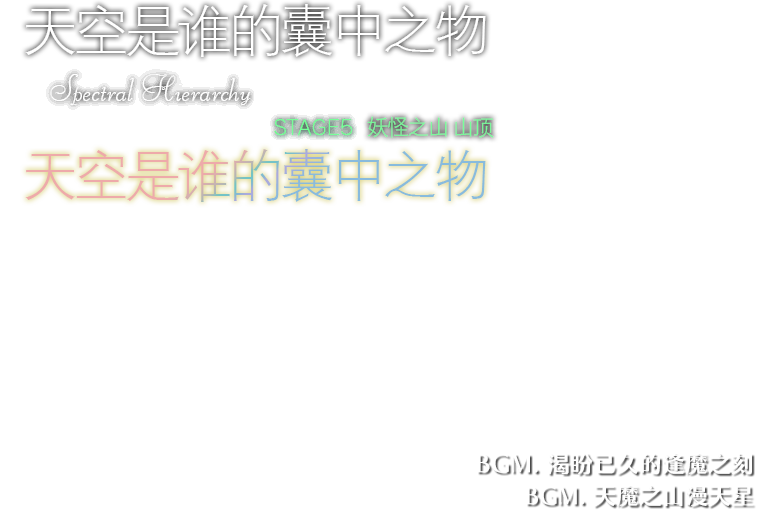 天空是谁的囊中之物
Spectral Hierarchy
STAGE5 妖怪之山 山顶
天空是谁的囊中之物
BGM. 渴盼已久的逢魔之刻
BGM. 天魔之山漫天星